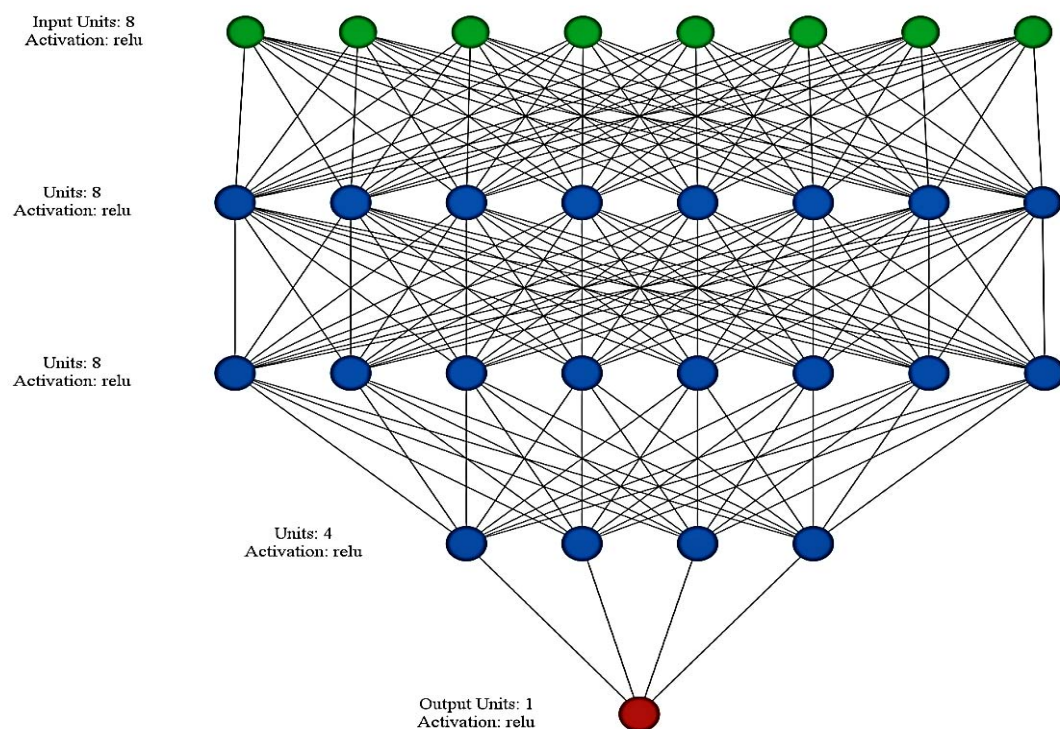 Input Units: 8
Activation: relu
Units: 8
Activation: relu
Units: 8
Activation: relu
Units: 4
Activation: relu
Output Units: 1
Activation: relu